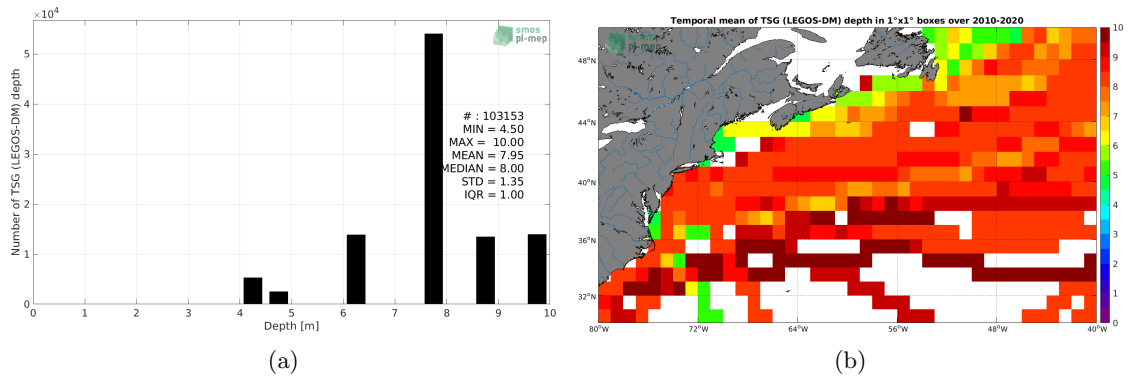 ×10⁴
smos
pi-mep
5
4
3
2
1
0
Number of TSG (LEGOS-DM) depth
# : 103153
MIN = 4.50
MAX = 10.00
MEAN = 7.95
MEDIAN = 8.00
STD = 1.35
IQR = 1.00
0 1 2 3 4 5 6 7 8 9 10
Depth [m]
(a)
Temporal mean of TSG (LEGOS-DM) depth in 1°x1° boxes over 2010-2020
smos
pi-mep
48°N
44°N
40°N
36°N
32°N
80°W 72°W 64°W 56°W 48°W 40°W
10
9
8
7
6
5
4
3
2
1
0
(b)